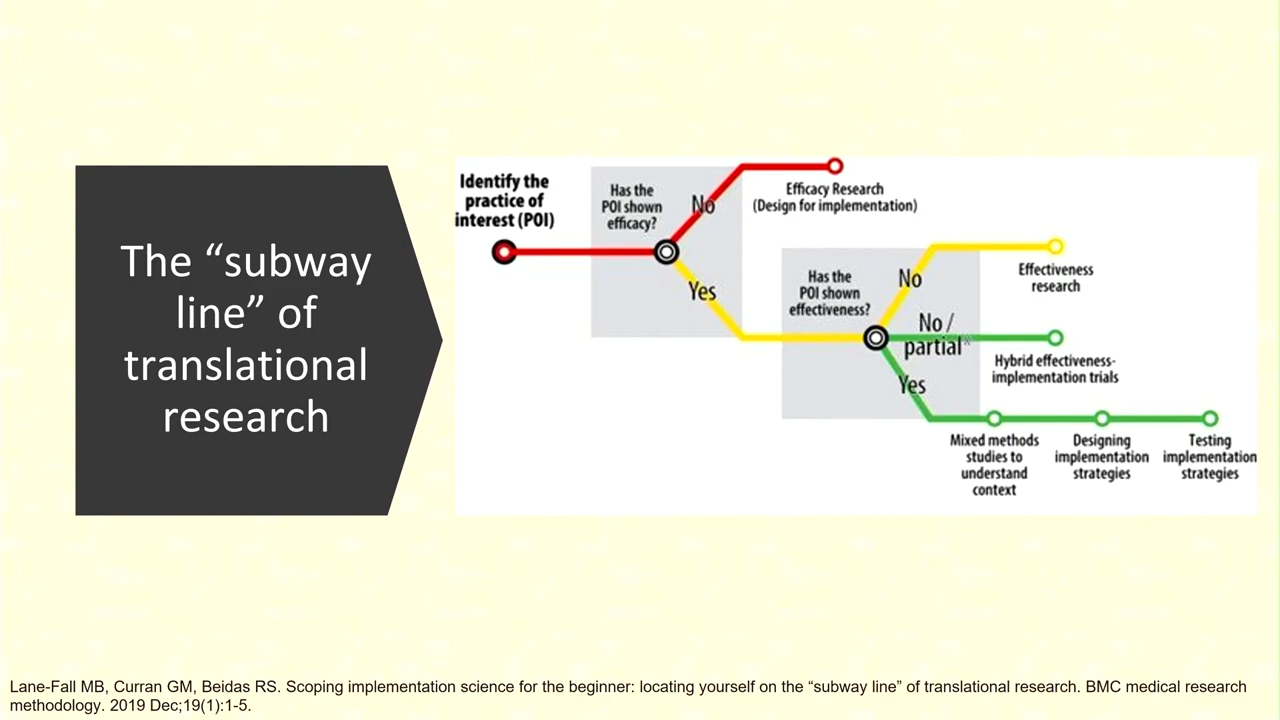 The “subway
line” of
translational
research
Identify the
practice of
interest (POI)
Has the
POI shown
efficacy?
No
Yes
Efficacy Research
(Design for implementation)
Has the
POI shown
effectiveness?
No
No /
partial*
Yes
Effectiveness
research
Hybrid effectiveness-
implementation trials
Mixed methods
studies to
understand
context
Designing
implementation
strategies
Testing
implementation
strategies
Lane-Fall MB, Curran GM, Beidas RS. Scoping implementation science for the beginner: locating yourself on the “subway line” of translational research. BMC medical research
methodology. 2019 Dec;19(1):1-5.